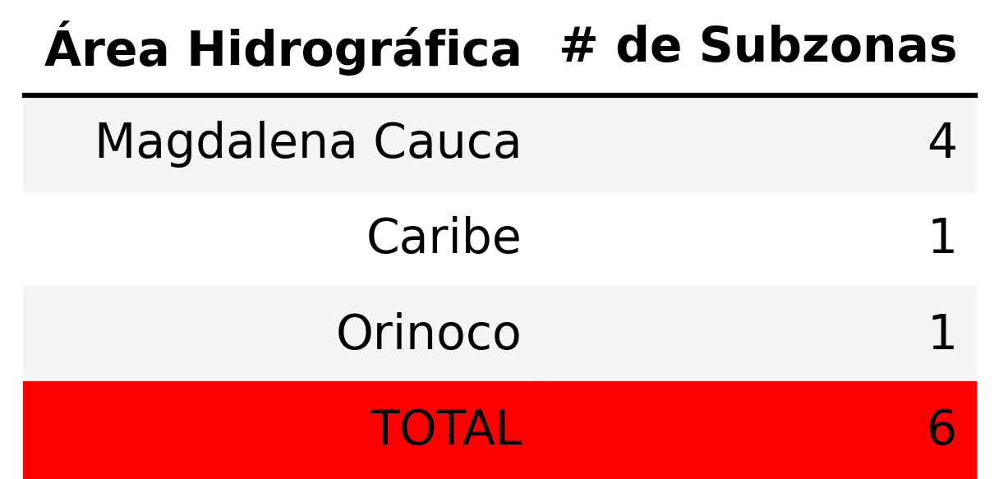 Área Hidrográfica # de Subzonas
Magdalena Cauca 4
Caribe 1
Orinoco 1
TOTAL 6